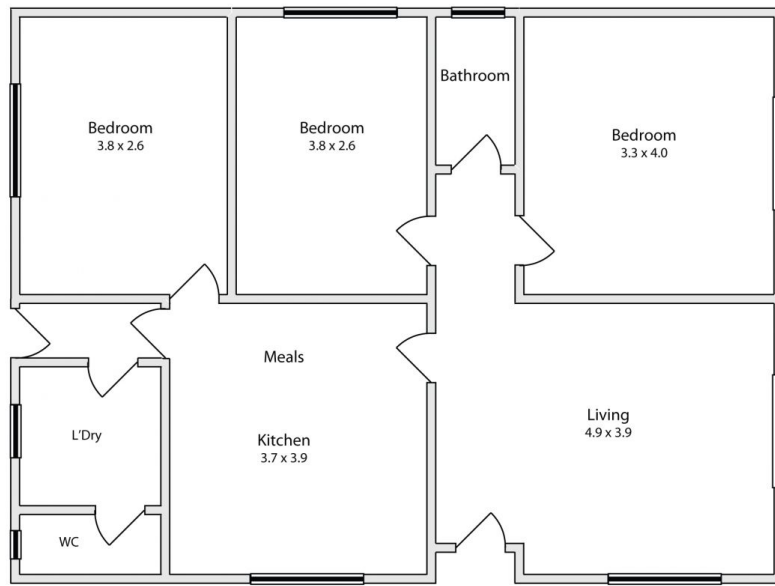 Bathroom
Bedroom
3.8 x 2.6
Bedroom
3.8 x 2.6
Bedroom
3.3 x 4.0
Meals
L'Dry
Kitchen
3.7 x 3.9
Living
4.9 x 3.9
WC